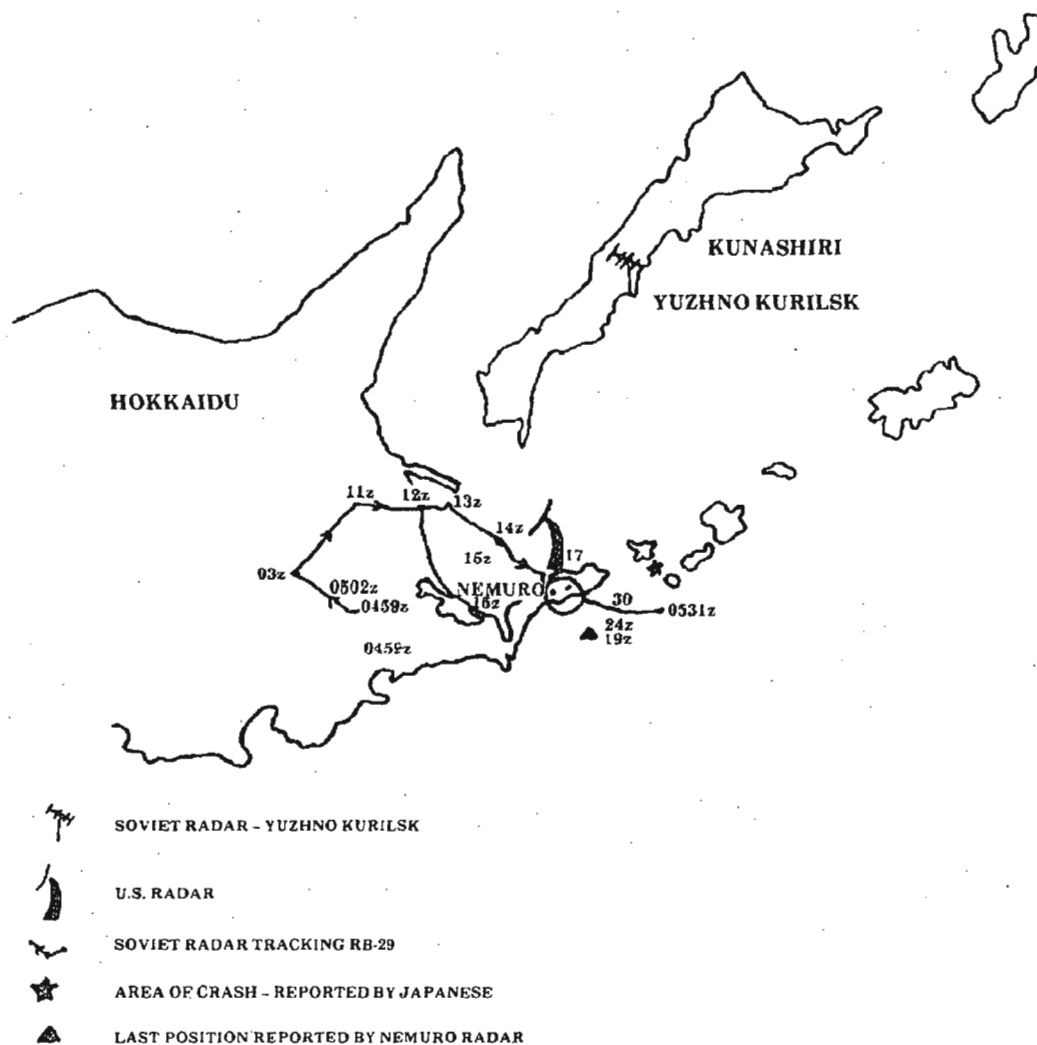 KUNASHIRI
YUZHNO KURILSK
HOKKAIDU
11z
12z
13z
14z
17
15z
03z
0502z
NEMURO
0459z
16z
30
0531z
24z
19z
0459z
SOVIET RADAR - YUZHNO KURILSK
U.S. RADAR
SOVIET RADAR TRACKING RB-29
AREA OF CRASH - REPORTED BY JAPANESE
LAST POSITION REPORTED BY NEMURO RADAR